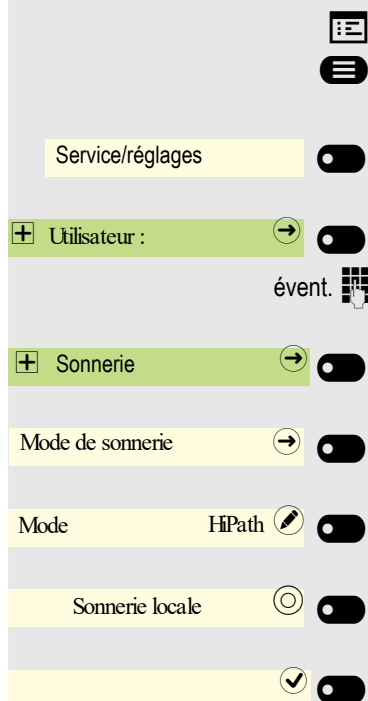 Service/réglages
Utilisateur :
évent.
Sonnerie
Mode de sonnerie
Mode HiPath
Sonnerie locale